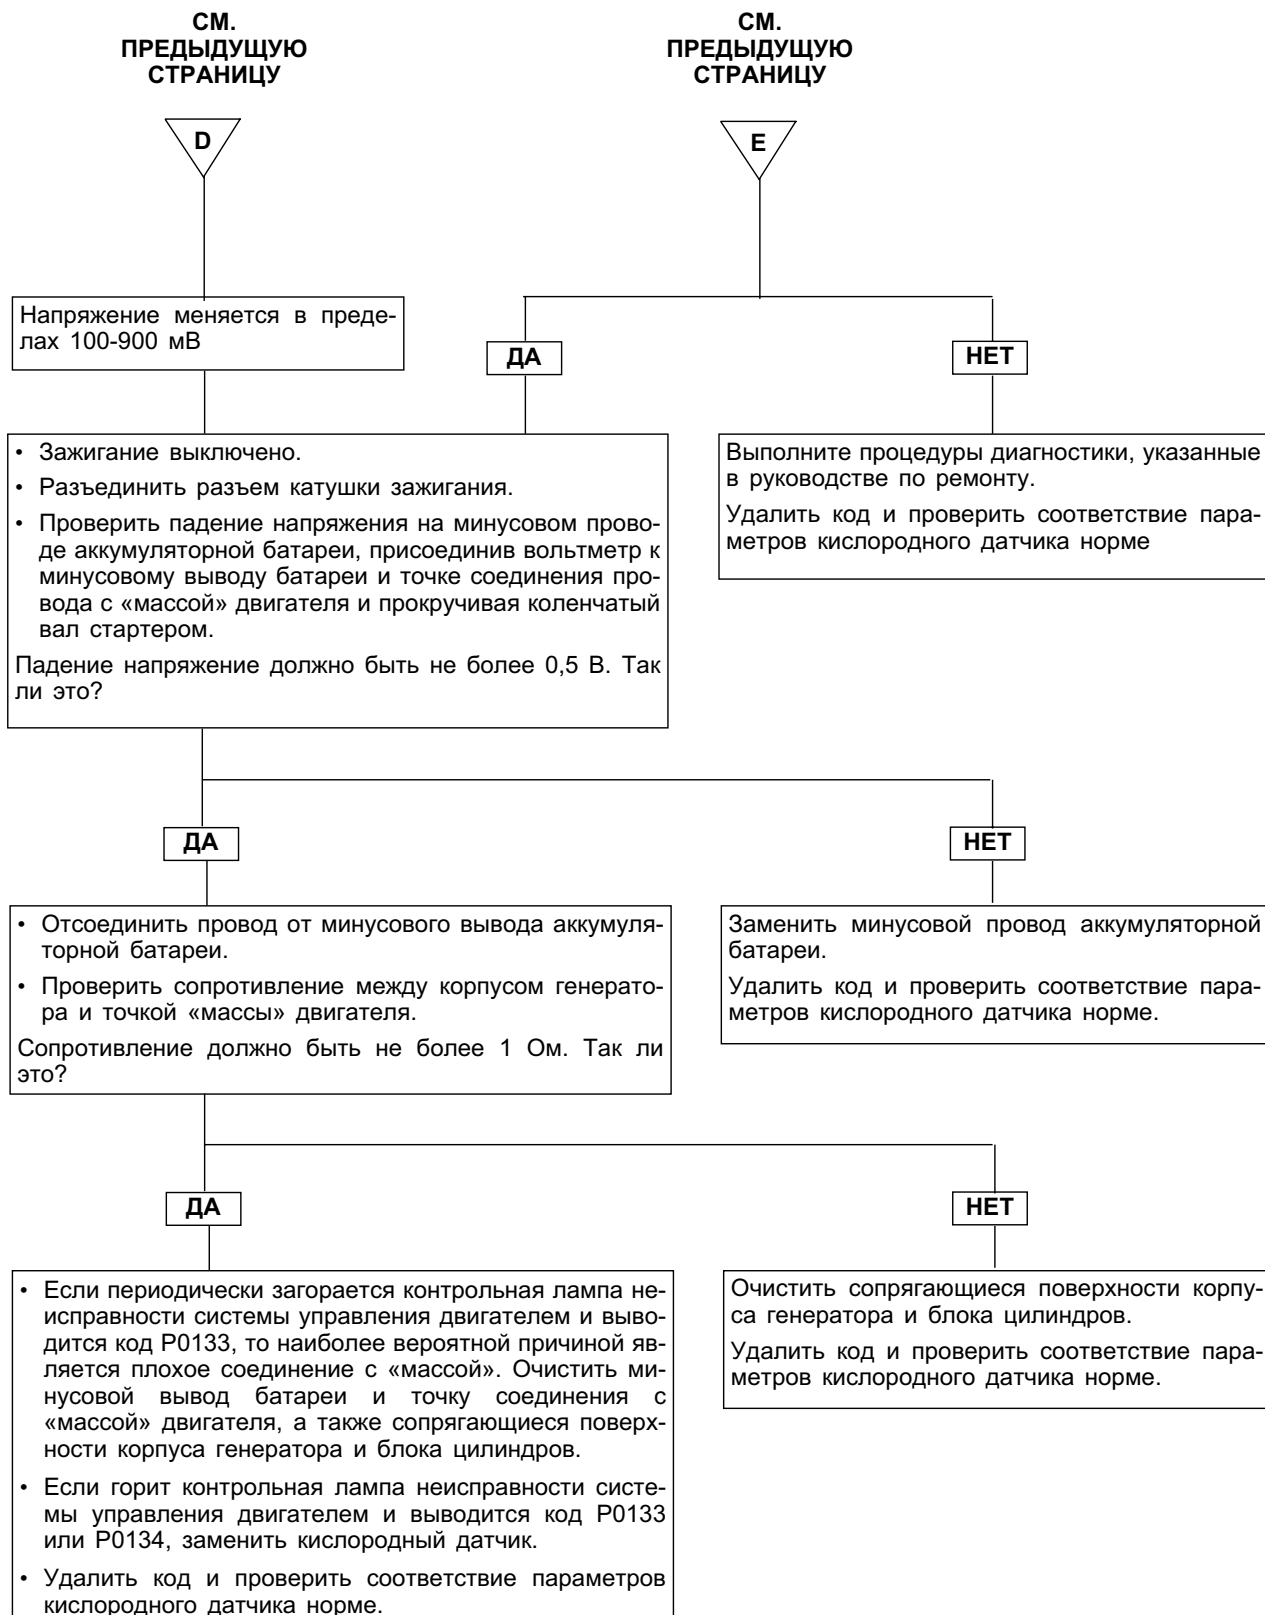 СМ.
ПРЕДЫДУЩУЮ
СТРАНИЦУ
СМ.
ПРЕДЫДУЩУЮ
СТРАНИЦУ
D
E
Напряжение меняется в преде-
лах 100-900 мВ
ДА
НЕТ
• Зажигание выключено.
• Разъединить разъем катушки зажигания.
• Проверить падение напряжения на минусовом прово-
де аккумуляторной батареи, присоединив вольтметр к
минусовому выводу батареи и точке соединения про-
вода с «массой» двигателя и прокручивая коленчатый
вал стартером.
Падение напряжение должно быть не более 0,5 В. Так
ли это?
Выполните процедуры диагностики, указанные
в руководстве по ремонту.
Удалить код и проверить соответствие пара-
метров кислородного датчика норме
ДА
НЕТ
• Отсоединить провод от минусового вывода аккумуля-
торной батареи.
• Проверить сопротивление между корпусом генерато-
ра и точкой «массы» двигателя.
Сопротивление должно быть не более 1 Ом. Так ли
это?
Заменить минусовой провод аккумуляторной
батареи.
Удалить код и проверить соответствие пара-
метров кислородного датчика норме.
ДА
НЕТ
• Если периодически загорается контрольная лампа не-
исправности системы управления двигателем и выво-
дится код P0133, то наиболее вероятной причиной яв-
ляется плохое соединение с «массой». Очистить ми-
нусовой вывод батареи и точку соединения с
«массой» двигателя, а также сопрягающиеся поверх-
ности корпуса генератора и блока цилиндров.
• Если горит контрольная лампа неисправности систе-
мы управления двигателем и выводится код P0133
или P0134, заменить кислородный датчик.
• Удалить код и проверить соответствие параметров
кислородного датчика норме.
Очистить сопрягающиеся поверхности корпу-
са генератора и блока цилиндров.
Удалить код и проверить соответствие пара-
метров кислородного датчика норме.